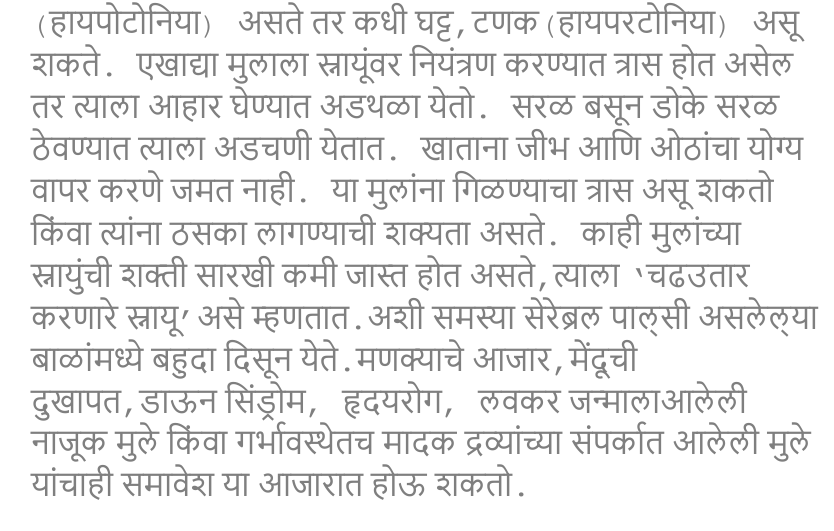 (हायपोटोनिया) असते तर कधी घट्ट,टणक(हायपरटोनिया) असू
शकते. एखाद्या मुलाला स्नायूंवर नियंत्रण करण्यात त्रास होत असेल
तर त्याला आहार घेण्यात अडथळा येतो. सरळ बसून डोके सरळ
ठेवण्यात त्याला अडचणी येतात. खाताना जीभ आणि ओठांचा योग्य
वापर करणे जमत नाही. या मुलांना गिळण्याचा त्रास असू शकतो
किंवा त्यांना ठसका लागण्याची शक्यता असते. काही मुलांच्या
स्नायुंची शक्ती सारखी कमी जास्त होत असते,त्याला ‘चढउतार
करणारे स्नायू’असे म्हणतात.अशी समस्या सेरेब्रल पाल्सी असलेल्या
बाळांमध्ये बहुदा दिसून येते.मणक्याचे आजार,मेंदूची
दुखापत,डाऊन सिंड्रोम, हृदयरोग, लवकर जन्मालाआलेली
नाजूक मुले किंवा गर्भावस्थेतच मादक द्रव्यांच्या संपर्कात आलेली मुले
यांचाही समावेश या आजारात होऊ शकतो.